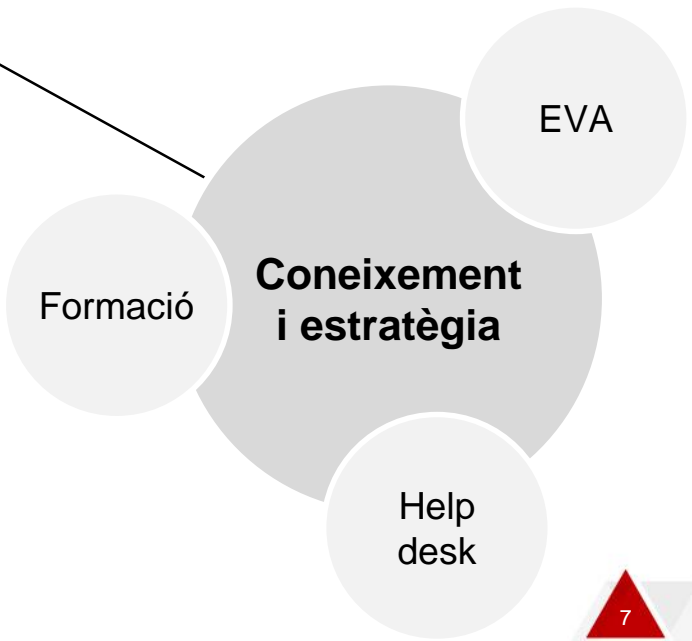 EVA
Formació
Coneixement
i estratègia
Help
desk
7